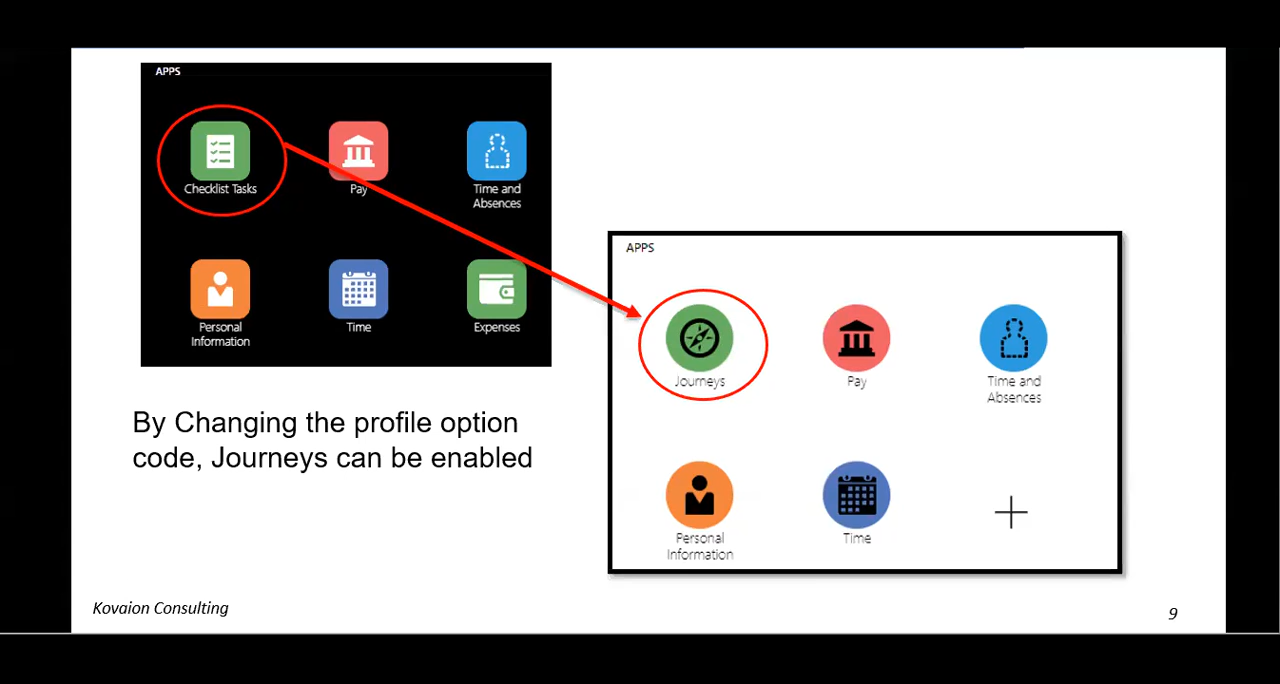 APPS
Checklist Tasks
Pay
Time and
Absences
Personal
Information
Time
Expenses
By Changing the profile option
code, Journeys can be enabled
APPS
Journeys
Pay
Time and
Absences
Personal
Information
Time
Kovaion Consulting
9